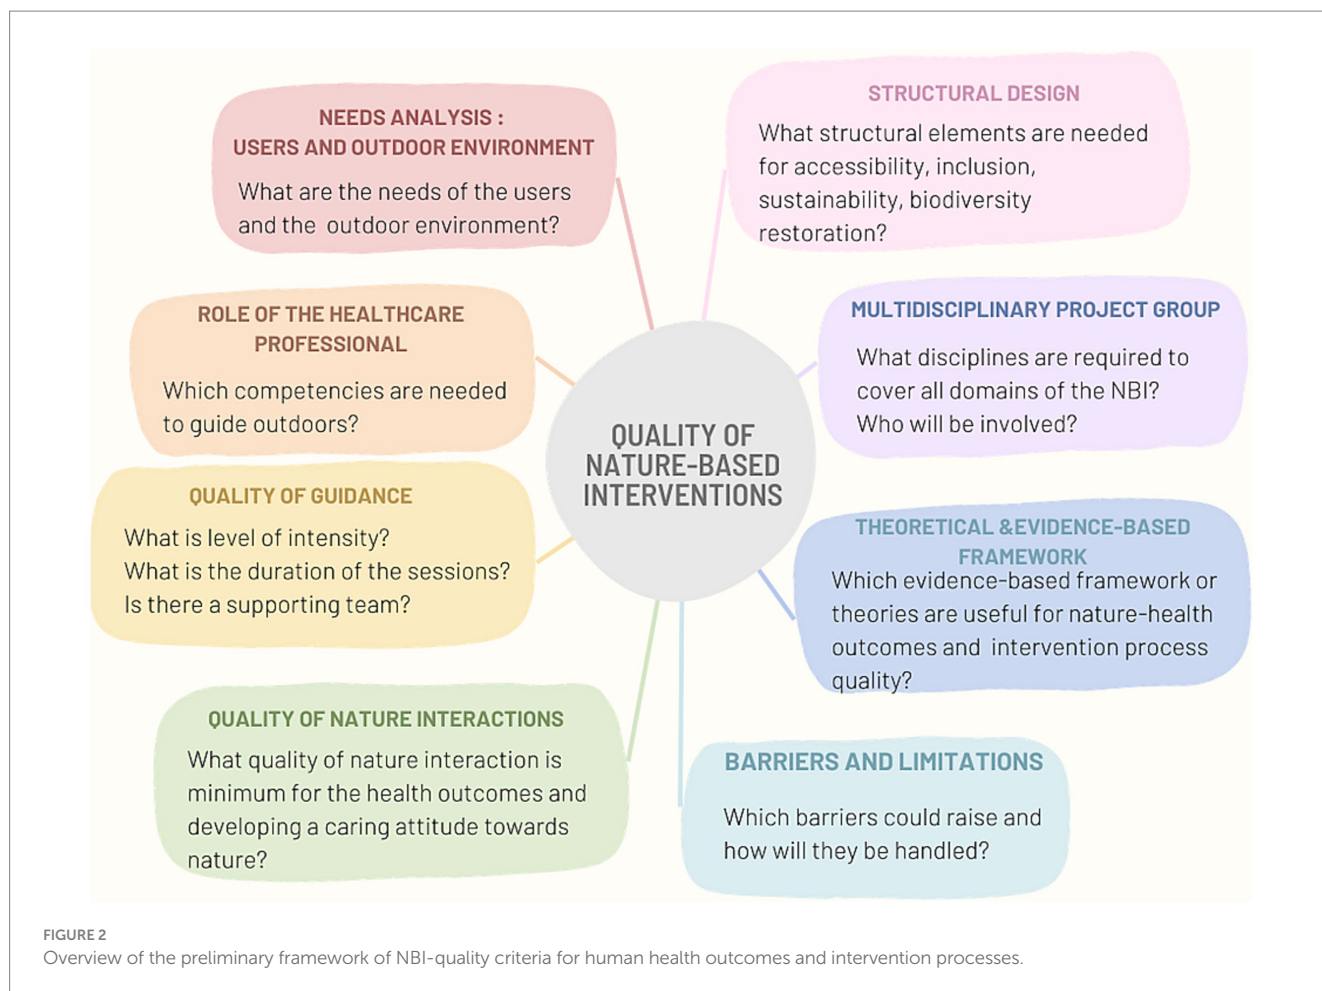 NEEDS ANALYSIS :
USERS AND OUTDOOR ENVIRONMENT
What are the needs of the users
and the outdoor environment?
STRUCTURAL DESIGN
What structural elements are needed
for accessibility, inclusion,
sustainability, biodiversity
restoration?
ROLE OF THE HEALTHCARE
PROFESSIONAL
Which competencies are needed
to guide outdoors?
MULTIDISCIPLINARY PROJECT GROUP
What disciplines are required to
cover all domains of the NBI?
Who will be involved?
QUALITY OF
NATURE-BASED
INTERVENTIONS
QUALITY OF GUIDANCE
What is level of intensity?
What is the duration of the sessions?
Is there a supporting team?
THEORETICAL &EVIDENCE-BASED
FRAMEWORK
Which evidence-based framework or
theories are useful for nature-health
outcomes and intervention process
quality?
QUALITY OF NATURE INTERACTIONS
What quality of nature interaction is
minimum for the health outcomes and
developing a caring attitude towards
nature?
BARRIERS AND LIMITATIONS
Which barriers could raise and
how will they be handled?
FIGURE 2
Overview of the preliminary framework of NBI-quality criteria for human health outcomes and intervention processes.